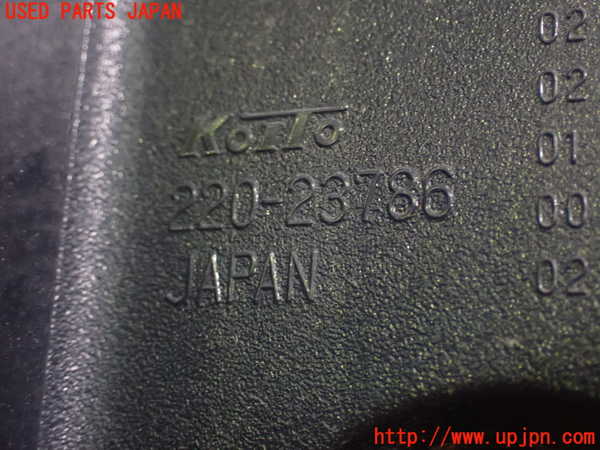 USED PARTS JAPAN
KOITO
220-23786
JAPAN
02
02
01
00
02
http://www.upjpn.com/